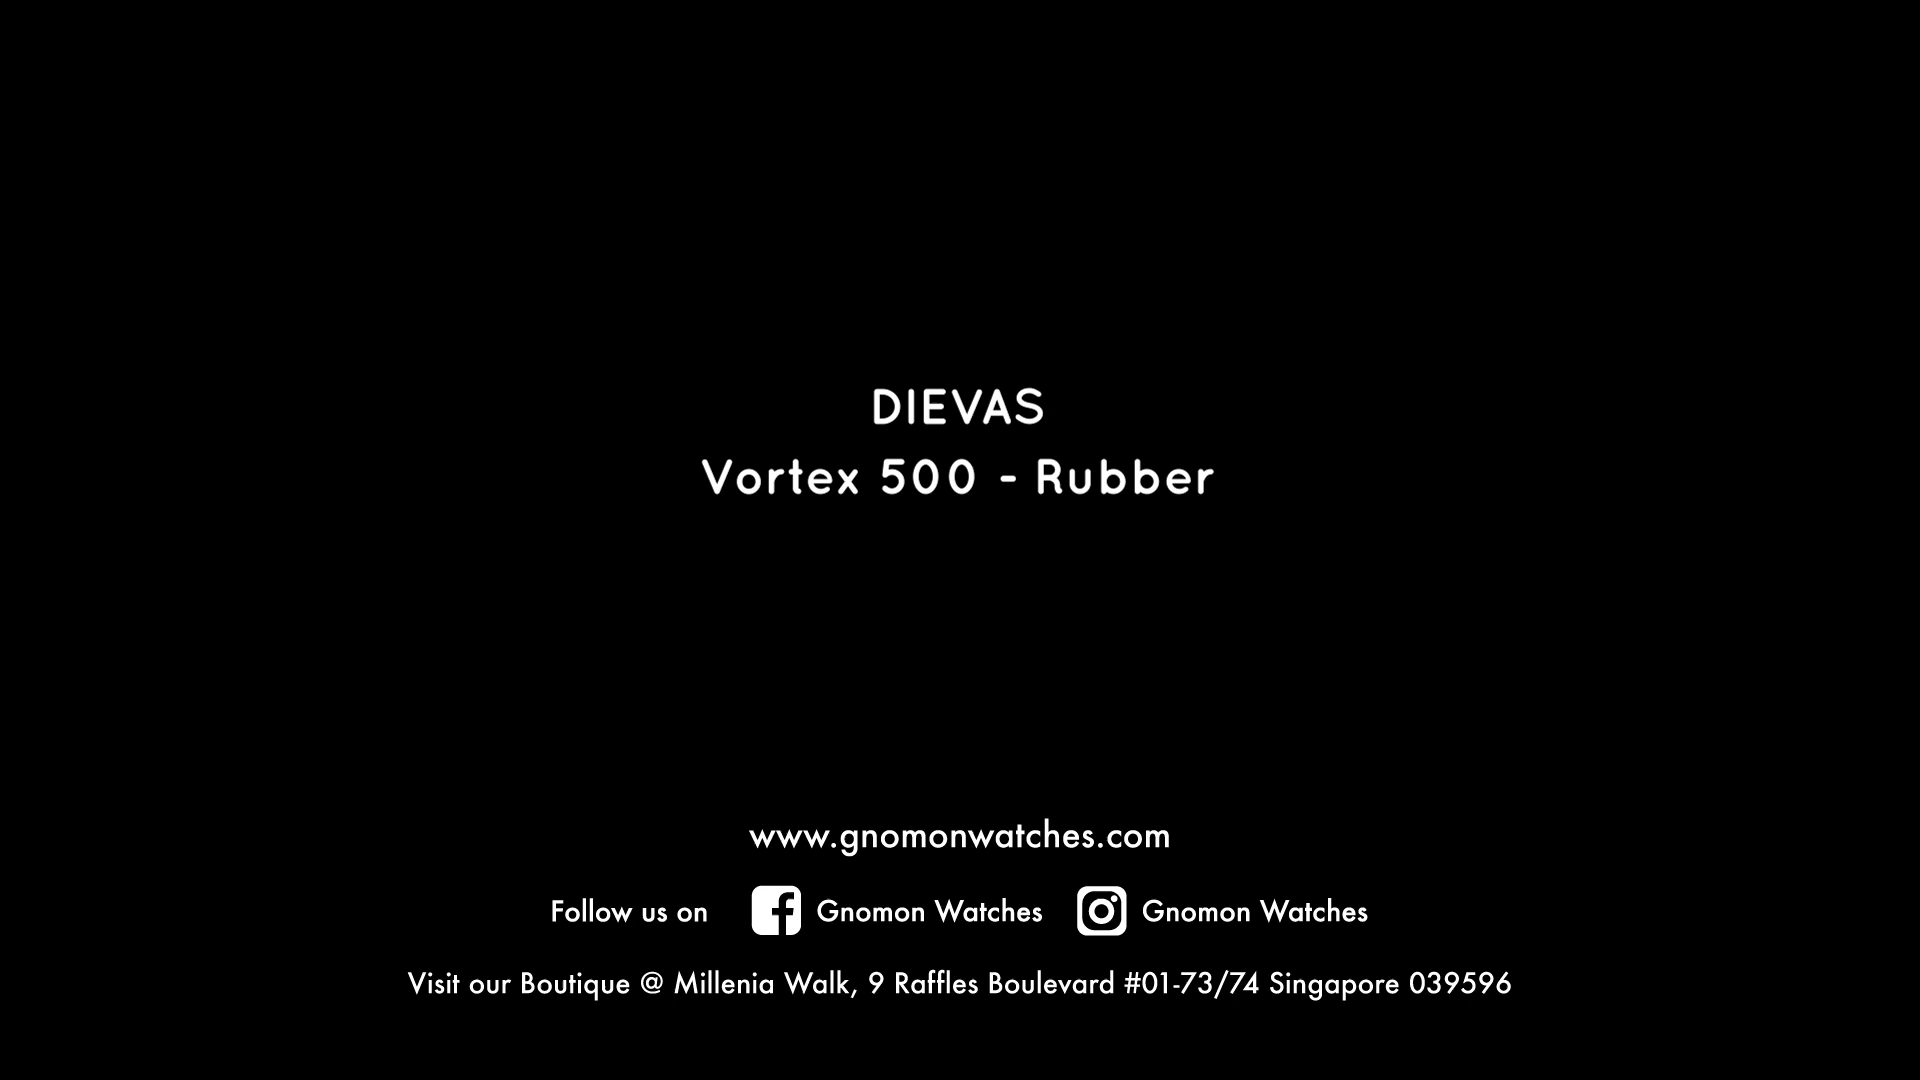 DIEVAS
Vortex 500 - Rubber
www.gnomonwatches.com
Follow us on Gnomon Watches Gnomon Watches
Visit our Boutique @ Millenia Walk, 9 Raffles Boulevard #01-73/74 Singapore 039596